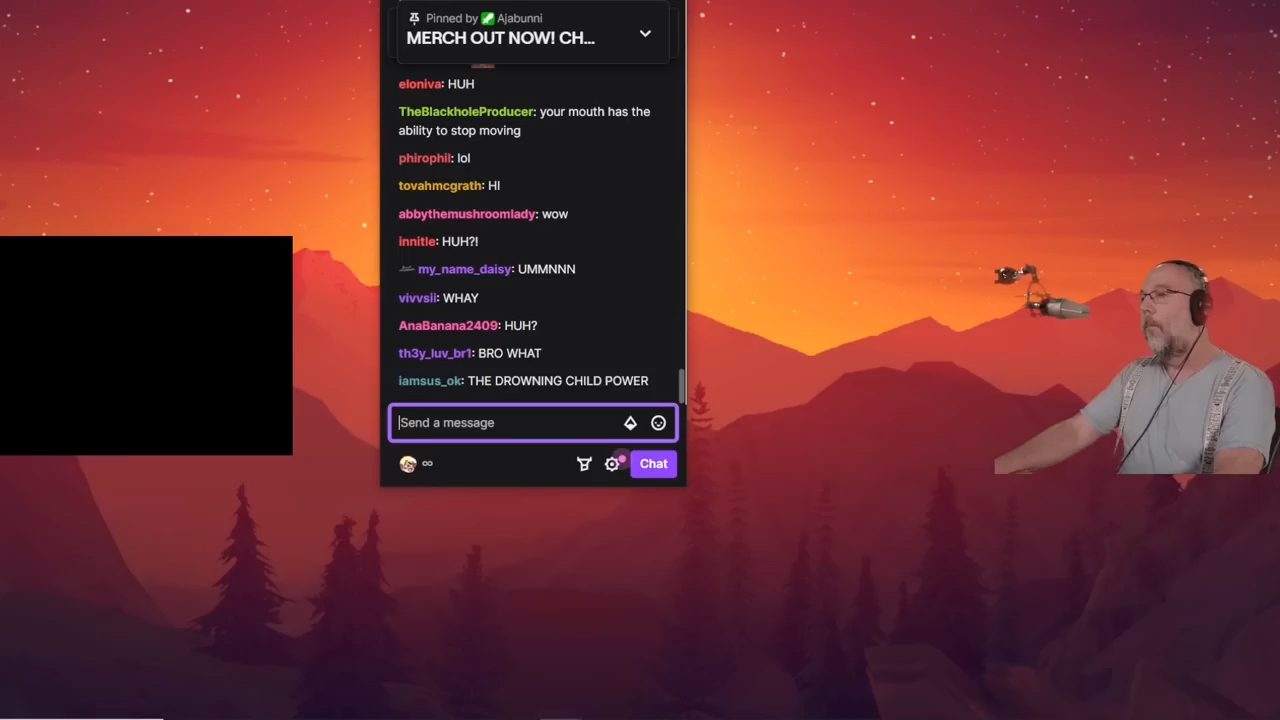 Pinned by Ajabunni
MERCH OUT NOW! CH...
eloniva: HUH
TheBlackholeProducer: your mouth has the
ability to stop moving
phirophil: lol
tovahmcgrath: HI
abbythemushroomlady: wow
innitle: HUH?!
my_name_daisy: UMMNNN
vivvsii: WHAY
AnaBanana2409: HUH?
th3y_luv_br1: BRO WHAT
iamsus_ok: THE DROWNING CHILD POWER
Send a message
∞
Chat